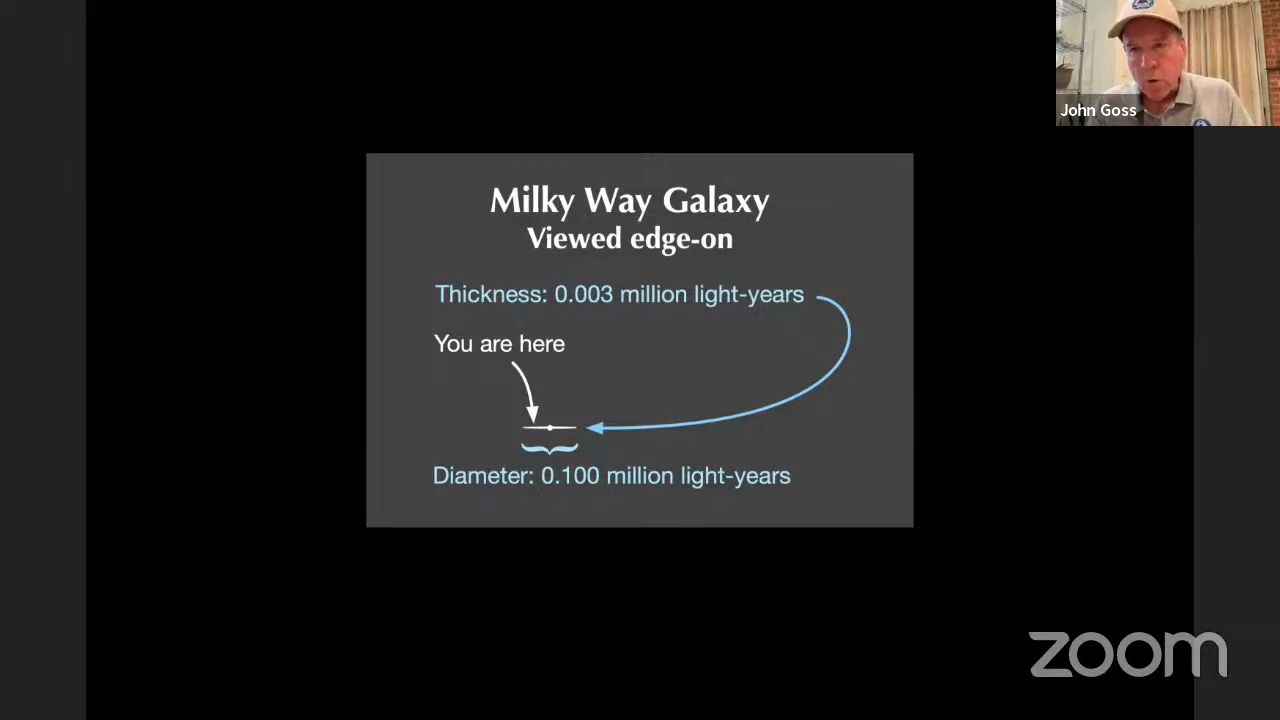 John Goss
Milky Way Galaxy
Viewed edge-on
Thickness: 0.003 million light-years
You are here
Diameter: 0.100 million light-years
zoom